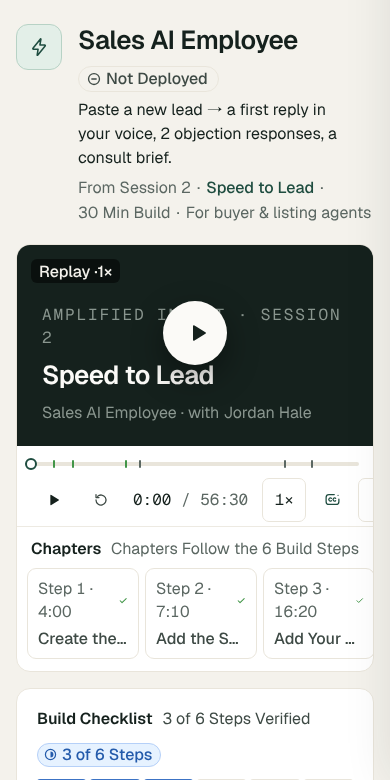 Sales AI Employee
Not Deployed
Paste a new lead → a first reply in
your voice, 2 objection responses, a
consult brief.
From Session 2 · Speed to Lead ·
30 Min Build · For buyer & listing agents
Replay ·1×
AMPLIFIED · SESSION
2
Speed to Lead
Sales AI Employee · with Jordan Hale
0:00 / 56:30
1×
Chapters Chapters Follow the 6 Build Steps
Step 1 ·
4:00
Create the…
Step 2 ·
7:10
Add the S…
Step 3 ·
16:20
Add Your …
Build Checklist 3 of 6 Steps Verified
3 of 6 Steps